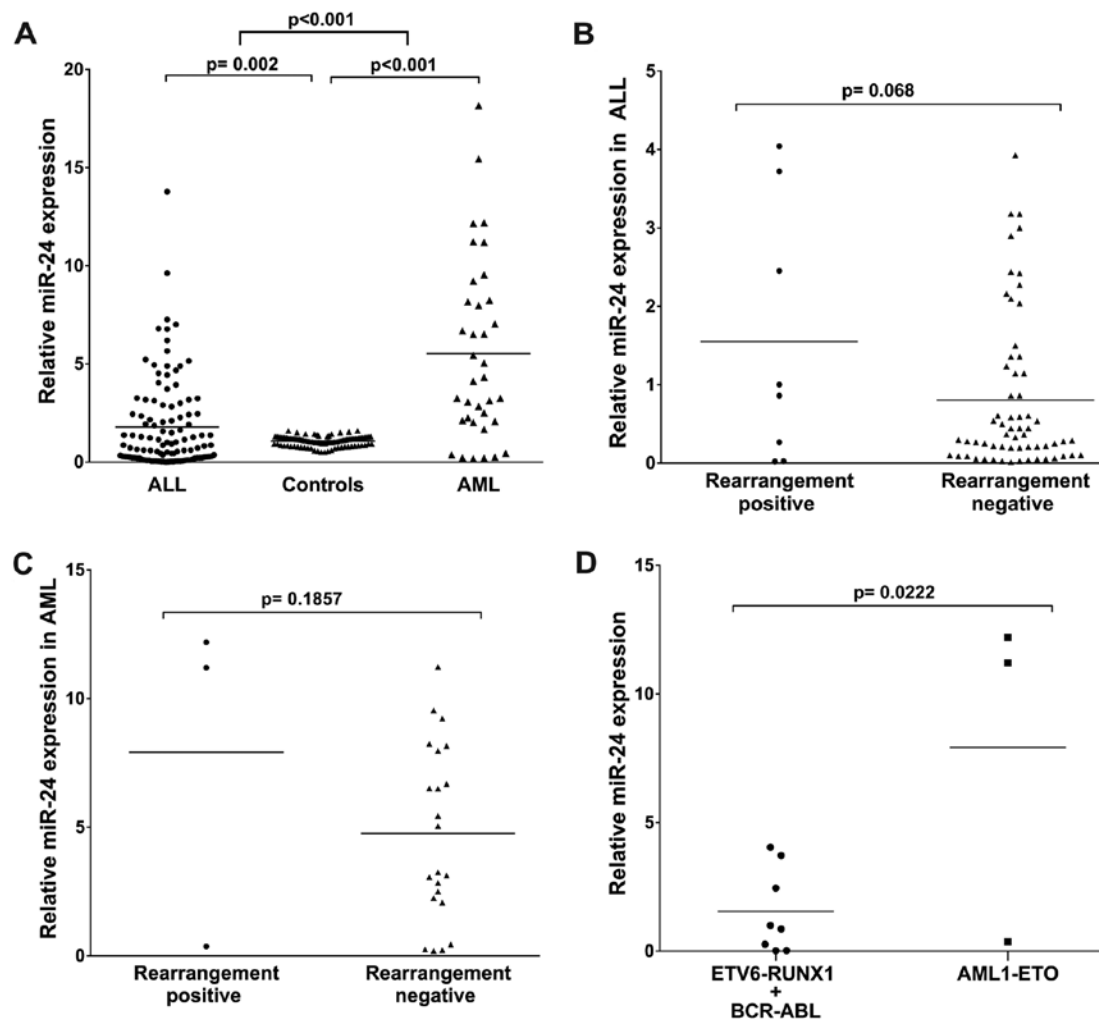 A
p<0.001
p= 0.002
p<0.001
Relative miR-24 expression
20
15
10
5
0
ALL
Controls
AML
B
p= 0.068
Relative miR-24 expression in ALL
5
4
3
2
1
0
Rearrangement
positive
Rearrangement
negative
C
p= 0.1857
Relative miR-24 expression in AML
15
10
5
0
Rearrangement
positive
Rearrangement
negative
D
p= 0.0222
Relative miR-24 expression
15
10
5
0
ETV6-RUNX1
+
BCR-ABL
AML1-ETO